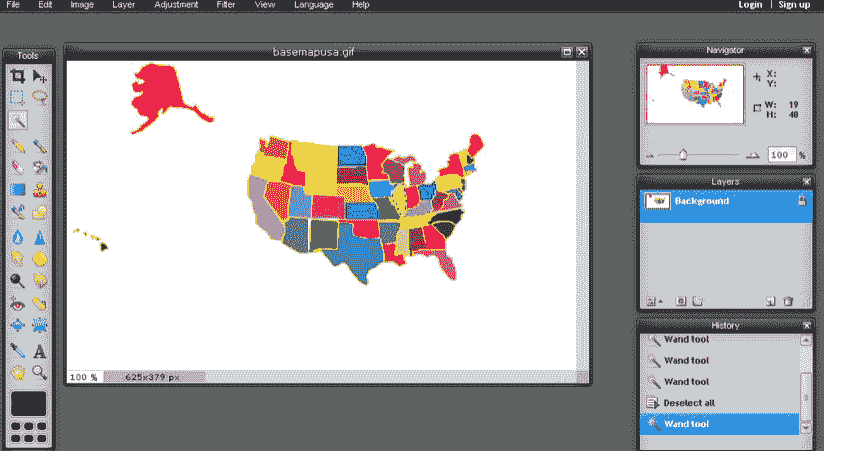 File Edit Image Layer Adjustment Filter View Language Help Login | Sign up
Tools
basemapusa.gif
100 % 625x379 px
Navigator
X:
Y:
W: 19
H: 40
100 %
Layers
Background
History
Wand tool
Wand tool
Wand tool
Deselect all
Wand tool